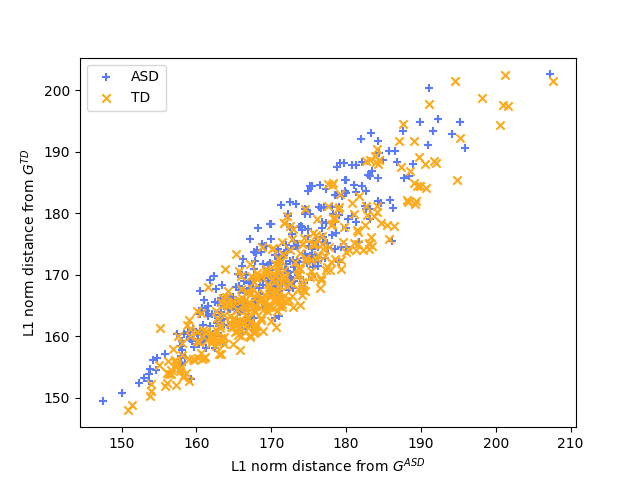 ASD
TD
200
190
180
170
160
150
L1 norm distance from G^{TD}
150 160 170 180 190 200 210
L1 norm distance from G^{ASD}